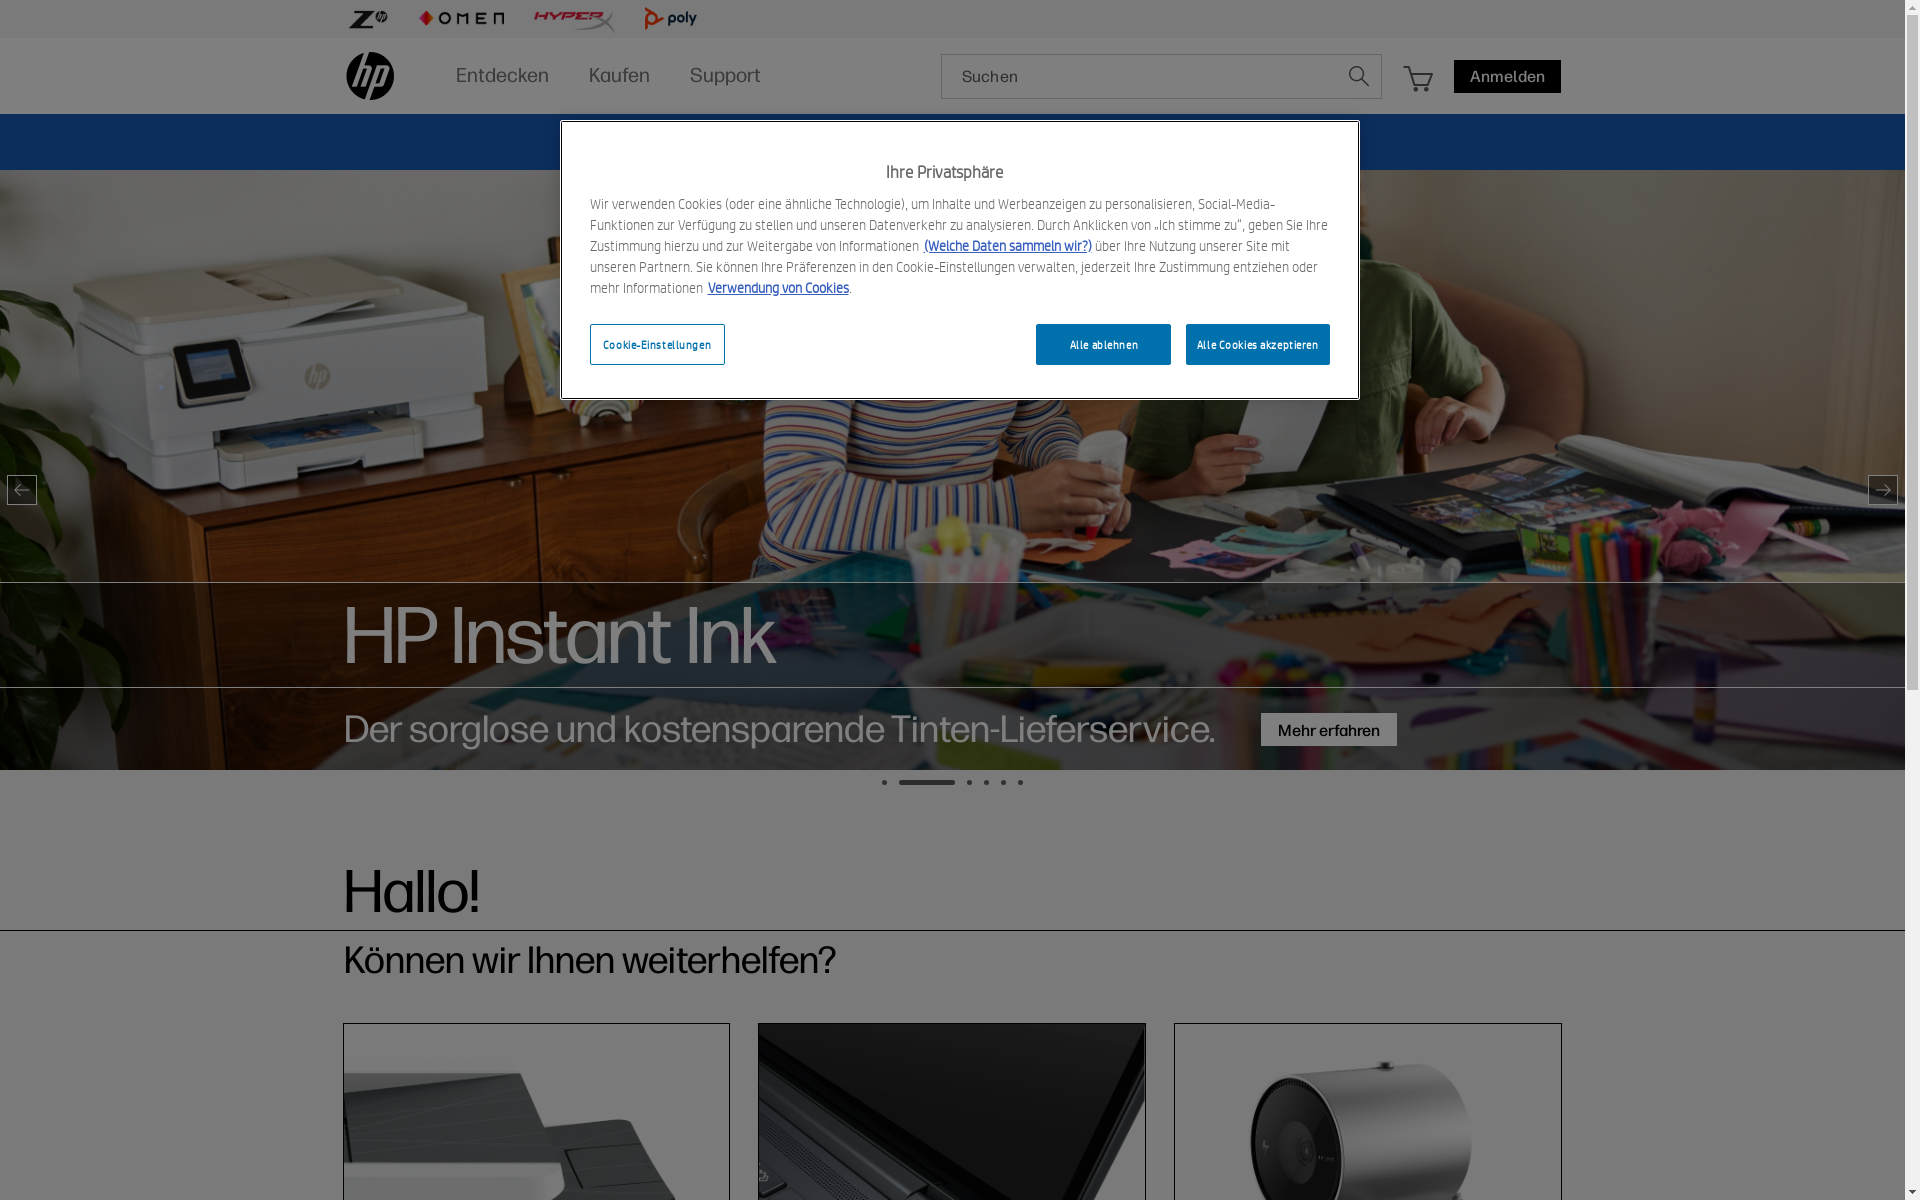 Z hp
OMEN
HYPERX
poly
hp
Entdecken
Kaufen
Support
Suchen
Anmelden
Ihre Privatsphäre
Wir verwenden Cookies (oder eine ähnliche Technologie), um Inhalte und Werbeanzeigen zu personalisieren, Social-Media-
Funktionen zur Verfügung zu stellen und unseren Datenverkehr zu analysieren. Durch Anklicken von „Ich stimme zu“, geben Sie Ihre
Zustimmung hierzu und zur Weitergabe von Informationen (Welche Daten sammeln wir?) über Ihre Nutzung unserer Site mit
unseren Partnern. Sie können Ihre Präferenzen in den Cookie-Einstellungen verwalten, jederzeit Ihre Zustimmung entziehen oder
mehr Informationen Verwendung von Cookies.
Cookie-Einstellungen
Alle ablehnen
Alle Cookies akzeptieren
hp
HP Instant Ink
Der sorglose und kostensparende Tinten-Lieferservice.
Mehr erfahren
Hallo!
Können wir Ihnen weiterhelfen?